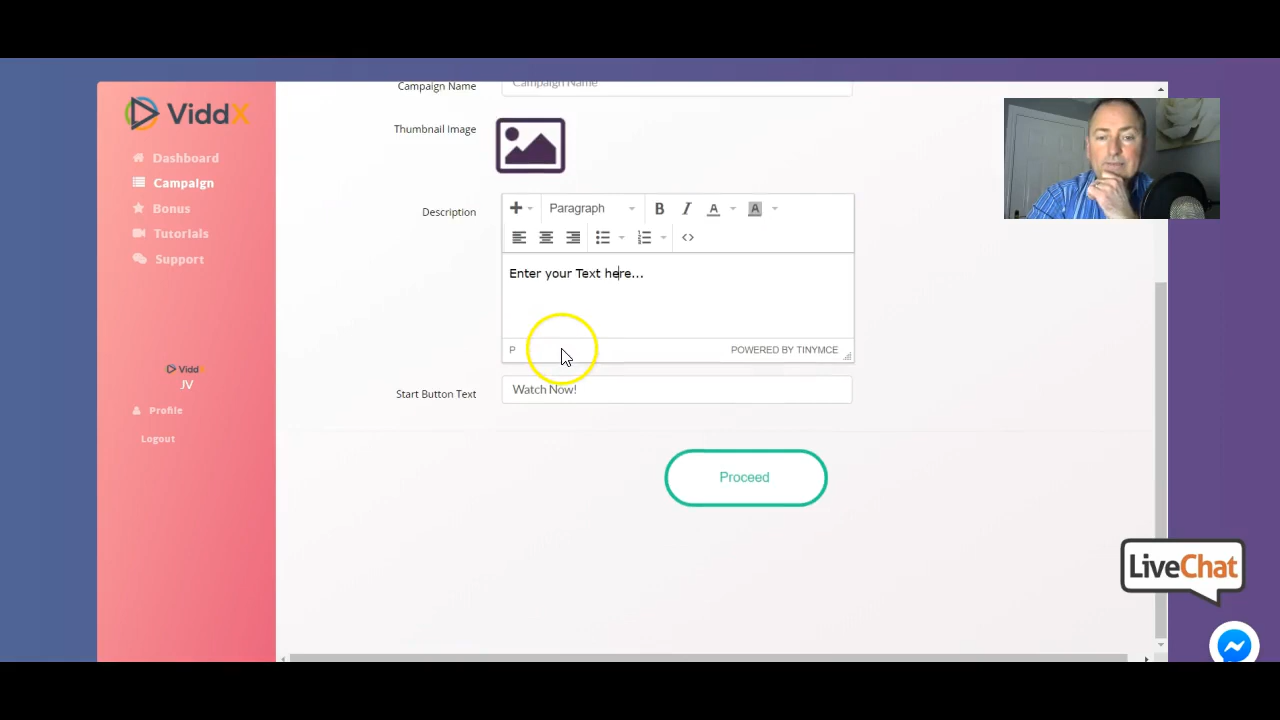 ViddX
Dashboard
Campaign
Bonus
Tutorials
Support
ViddX
JV
Profile
Logout
Campaign Name
Campaign Name
Thumbnail Image
Description
Paragraph
B I A A
Enter your Text here...
P
POWERED BY TINYMCE
Start Button Text
Watch Now!
Proceed
LiveChat